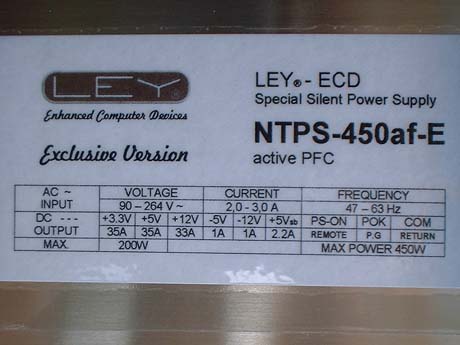 LEY
Enhanced Computer Devices
Exclusive Version
LEY® - ECD
Special Silent Power Supply
NTPS-450af-E
active PFC
AC ~ VOLTAGE CURRENT FREQUENCY
INPUT 90 – 264 V ~ 2,0 - 3,0 A 47 – 63 Hz
DC --- +3.3V +5V +12V -5V -12V +5Vsb PS-ON POK COM
OUTPUT 35A 35A 33A 1A 1A 2.2A REMOTE P.G RETURN
MAX. 200W MAX POWER 450W